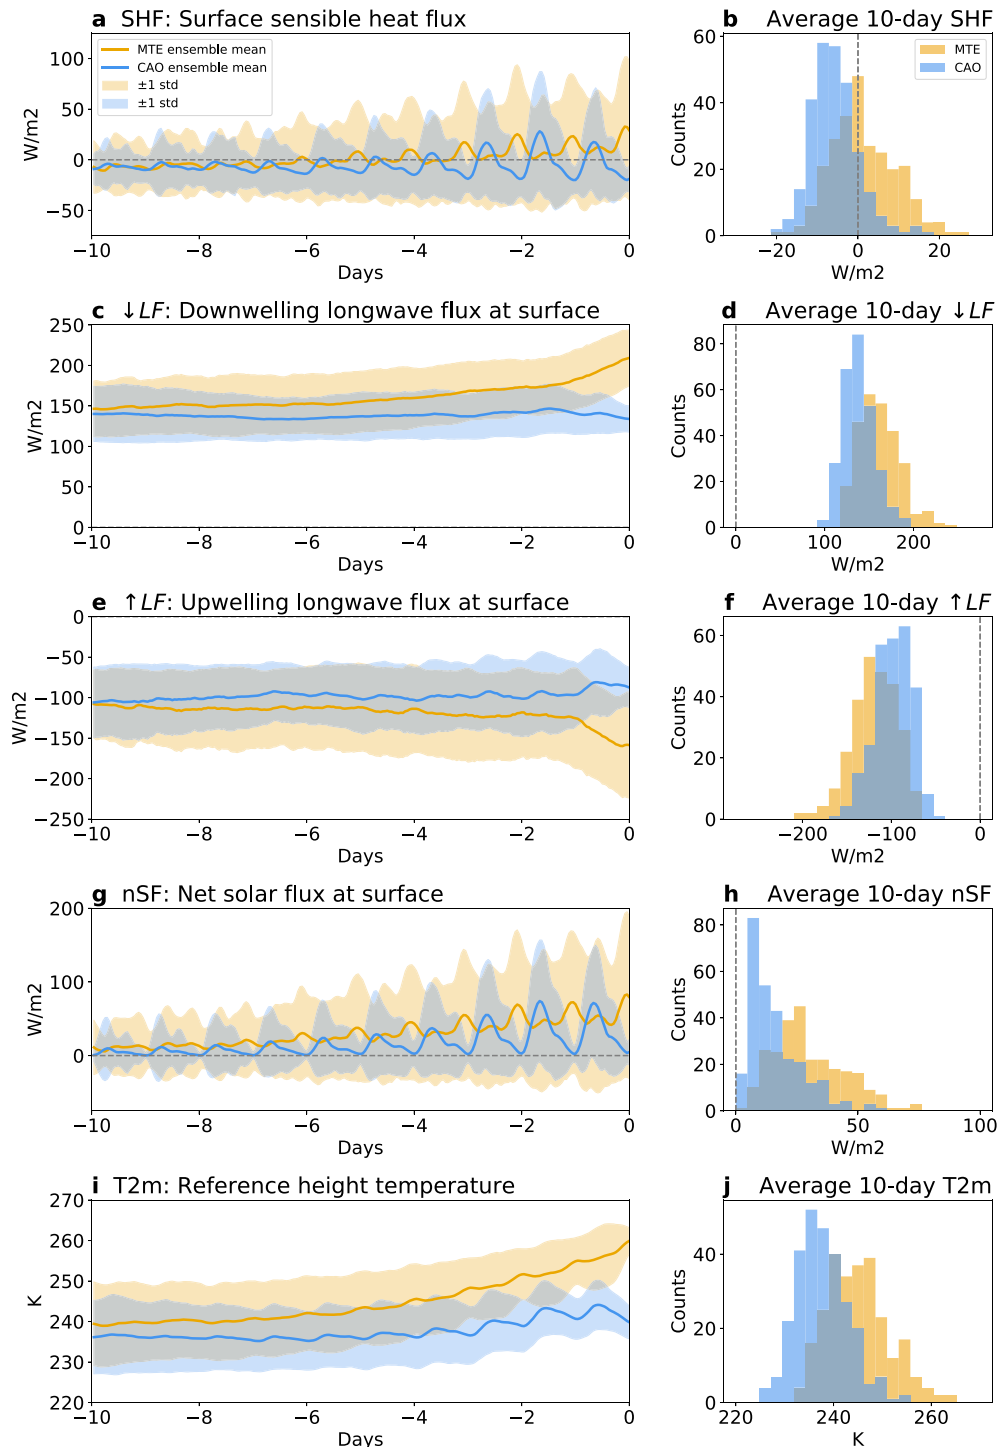 a SHF: Surface sensible heat flux
MTE ensemble mean
CAO ensemble mean
±1 std
±1 std
100
50
0
−50
W/m2
−10 −8 −6 −4 −2 0
Days
b Average 10-day SHF
MTE
CAO
60
40
20
0
Counts
−20 0 20
W/m2
c ↓LF: Downwelling longwave flux at surface
250
200
150
100
50
0
W/m2
−10 −8 −6 −4 −2 0
Days
d Average 10-day ↓LF
80
60
40
20
0
Counts
0 100 200
W/m2
e ↑LF: Upwelling longwave flux at surface
0
−50
−100
−150
−200
−250
W/m2
−10 −8 −6 −4 −2 0
Days
f Average 10-day ↑LF
60
40
20
0
Counts
−200 −100 0
W/m2
g nSF: Net solar flux at surface
200
100
0
W/m2
−10 −8 −6 −4 −2 0
Days
h Average 10-day nSF
80
60
40
20
0
Counts
0 50 100
W/m2
i T2m: Reference height temperature
270
260
250
240
230
220
K
−10 −8 −6 −4 −2 0
Days
j Average 10-day T2m
40
20
0
Counts
220 240 260
K